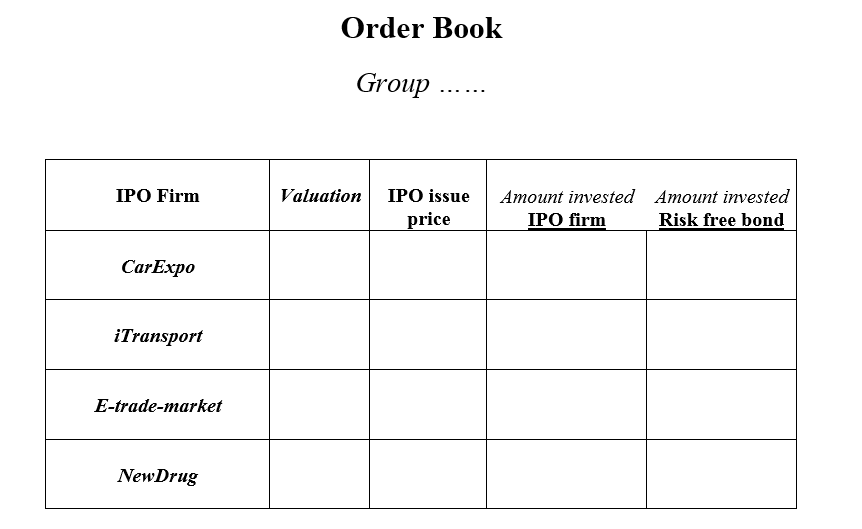 Order Book
Group ......
IPO Firm
Valuation
IPO issue
price
Amount invested
IPO firm
Amount invested
Risk free bond
CarExpo
iTransport
E-trade-market
NewDrug